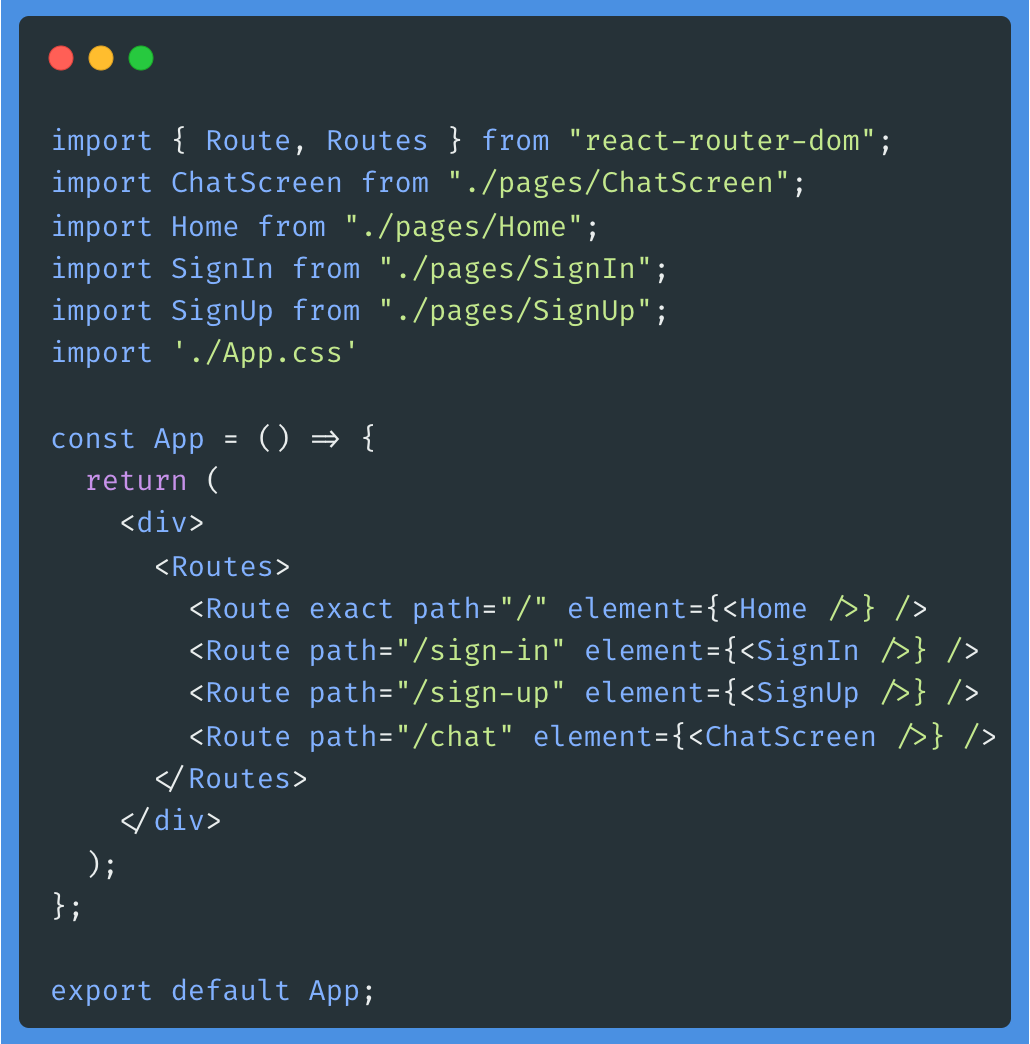 import { Route, Routes } from "react-router-dom";
import ChatScreen from "./pages/ChatScreen";
import Home from "./pages/Home";
import SignIn from "./pages/SignIn";
import SignUp from "./pages/SignUp";
import './App.css'

const App = () => {
  return (
    <div>
      <Routes>
        <Route exact path="/" element={<Home />} />
        <Route path="/sign-in" element={<SignIn />} />
        <Route path="/sign-up" element={<SignUp />} />
        <Route path="/chat" element={<ChatScreen />} />
      </Routes>
    </div>
  );
};

export default App;